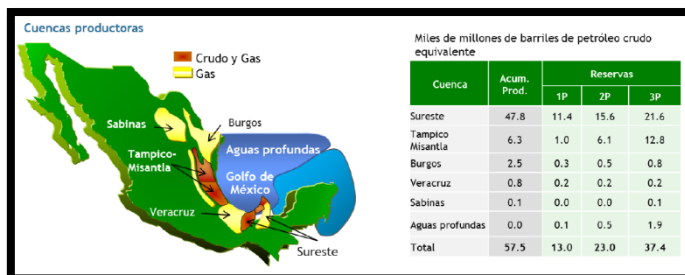 Cuencas productoras
Crudo y Gas
Gas
Sabinas
Burgos
Tampico-
Misantla
Aguas profundas
Golfo de
México
Veracruz
Sureste
Miles de millones de barriles de petróleo crudo
equivalente
Cuenca Acum. Prod. Reservas
1P 2P 3P
Sureste 47.8 11.4 15.6 21.6
Tampico Misantla 6.3 1.0 6.1 12.8
Burgos 2.5 0.3 0.5 0.8
Veracruz 0.8 0.2 0.2 0.2
Sabinas 0.1 0.0 0.0 0.1
Aguas profundas 0.0 0.1 0.5 1.9
Total 57.5 13.0 23.0 37.4